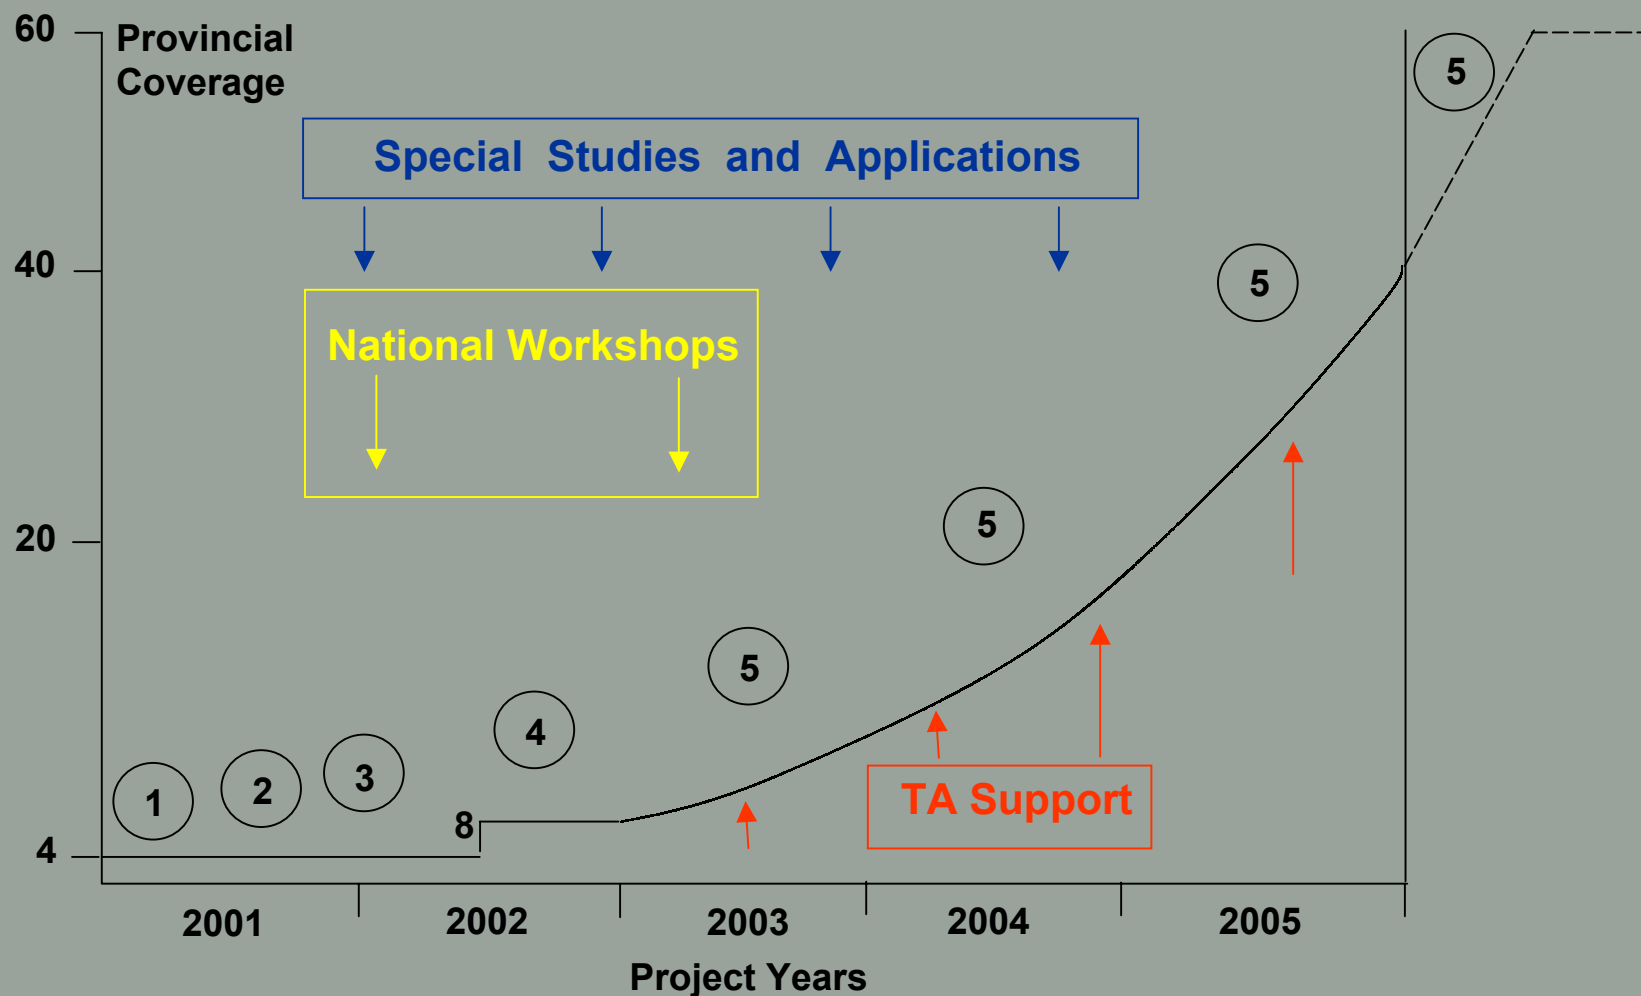 60
Provincial
Coverage
5
Special Studies and Applications
40
5
National Workshops
20
5
5
4
3
2
1
TA Support
8
4
2001 2002 2003 2004 2005
Project Years